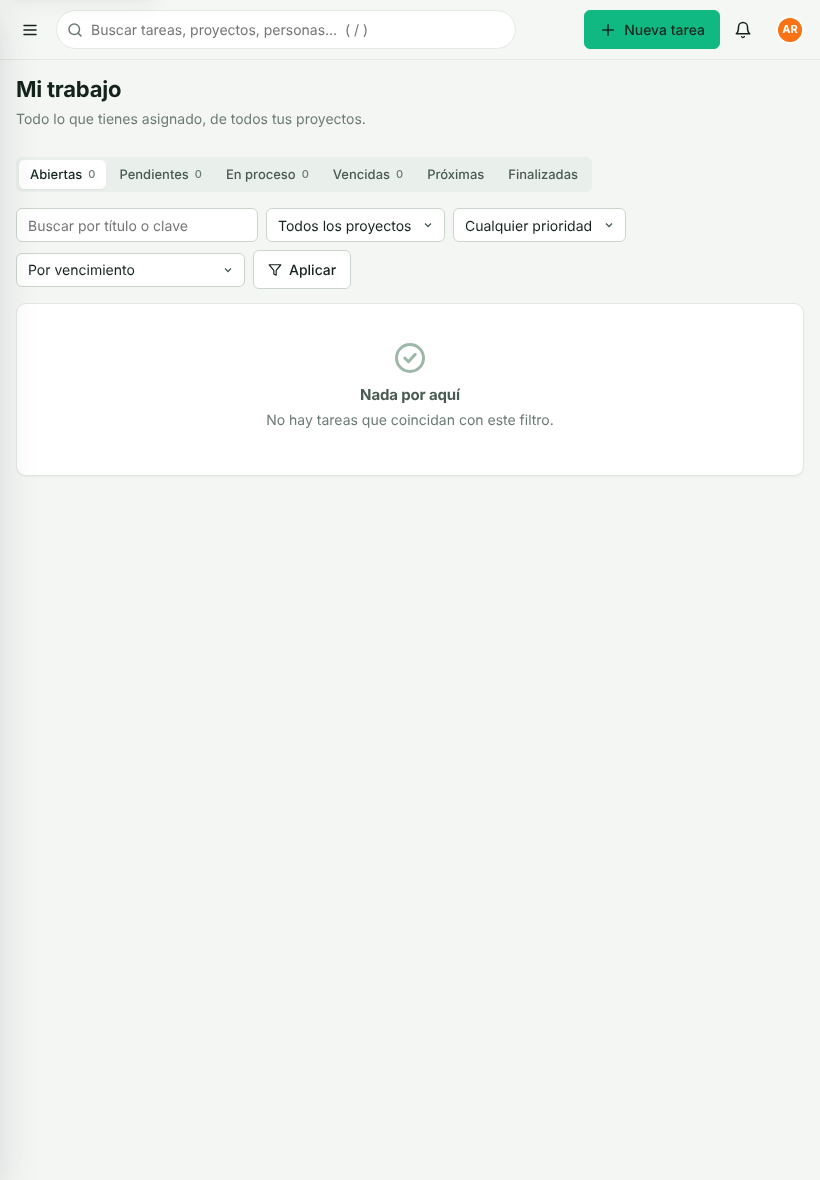 Buscar tareas, proyectos, personas... ( / )
Nueva tarea
AR
Mi trabajo
Todo lo que tienes asignado, de todos tus proyectos.
Abiertas 0 Pendientes 0 En proceso 0 Vencidas 0 Próximas Finalizadas
Buscar por título o clave Todos los proyectos Cualquier prioridad
Por vencimiento Aplicar
Nada por aquí
No hay tareas que coincidan con este filtro.